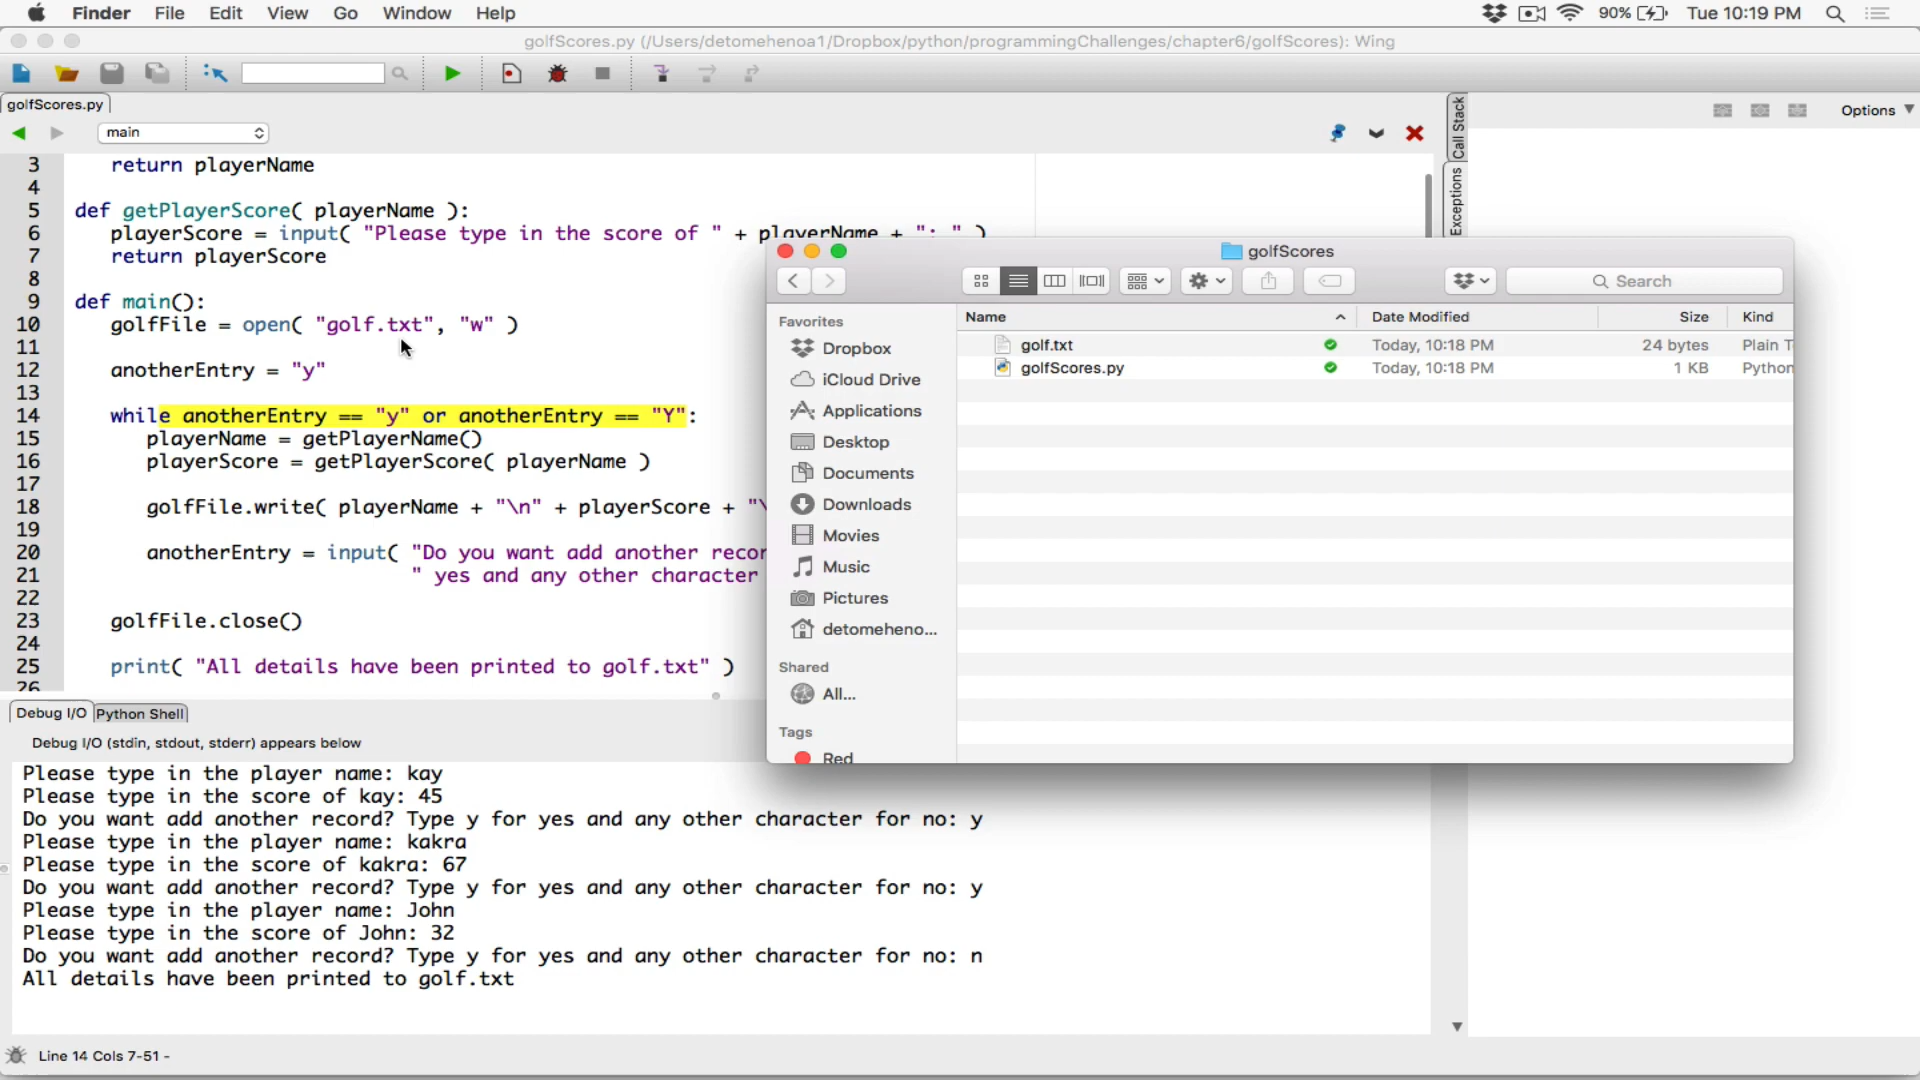 Finder File Edit View Go Window Help 90% Tue 10:19 PM
golfScores.py (/Users/detomehenoa1/Dropbox/python/programmingChallenges/chapter6/golfScores): Wing
golfScores.py
Options
main
Call Stack
Exceptions
3 return playerName
4
5 def getPlayerScore( playerName ):
6 playerScore = input( "Please type in the score of " + playerName + ": " )
7 return playerScore
8
9 def main():
10 golfFile = open( "golf.txt", "w" )
11
12 anotherEntry = "y"
13
14 while anotherEntry == "y" or anotherEntry == "Y":
15 playerName = getPlayerName()
16 playerScore = getPlayerScore( playerName )
17
18 golfFile.write( playerName + "\n" + playerScore + "\
19
20 anotherEntry = input( "Do you want add another recor
21 " yes and any other character
22
23 golfFile.close()
24
25 print( "All details have been printed to golf.txt" )
26
golfScores
Search
Favorites
Dropbox
iCloud Drive
Applications
Desktop
Documents
Downloads
Movies
Music
Pictures
detomeheno...
Shared
All...
Tags
Red
Name Date Modified Size Kind
golf.txt Today, 10:18 PM 24 bytes Plain T
golfScores.py Today, 10:18 PM 1 KB Python
Debug I/O Python Shell
Debug I/O (stdin, stdout, stderr) appears below
Please type in the player name: kay
Please type in the score of kay: 45
Do you want add another record? Type y for yes and any other character for no: y
Please type in the player name: kakra
Please type in the score of kakra: 67
Do you want add another record? Type y for yes and any other character for no: y
Please type in the player name: John
Please type in the score of John: 32
Do you want add another record? Type y for yes and any other character for no: n
All details have been printed to golf.txt
Line 14 Cols 7-51 -